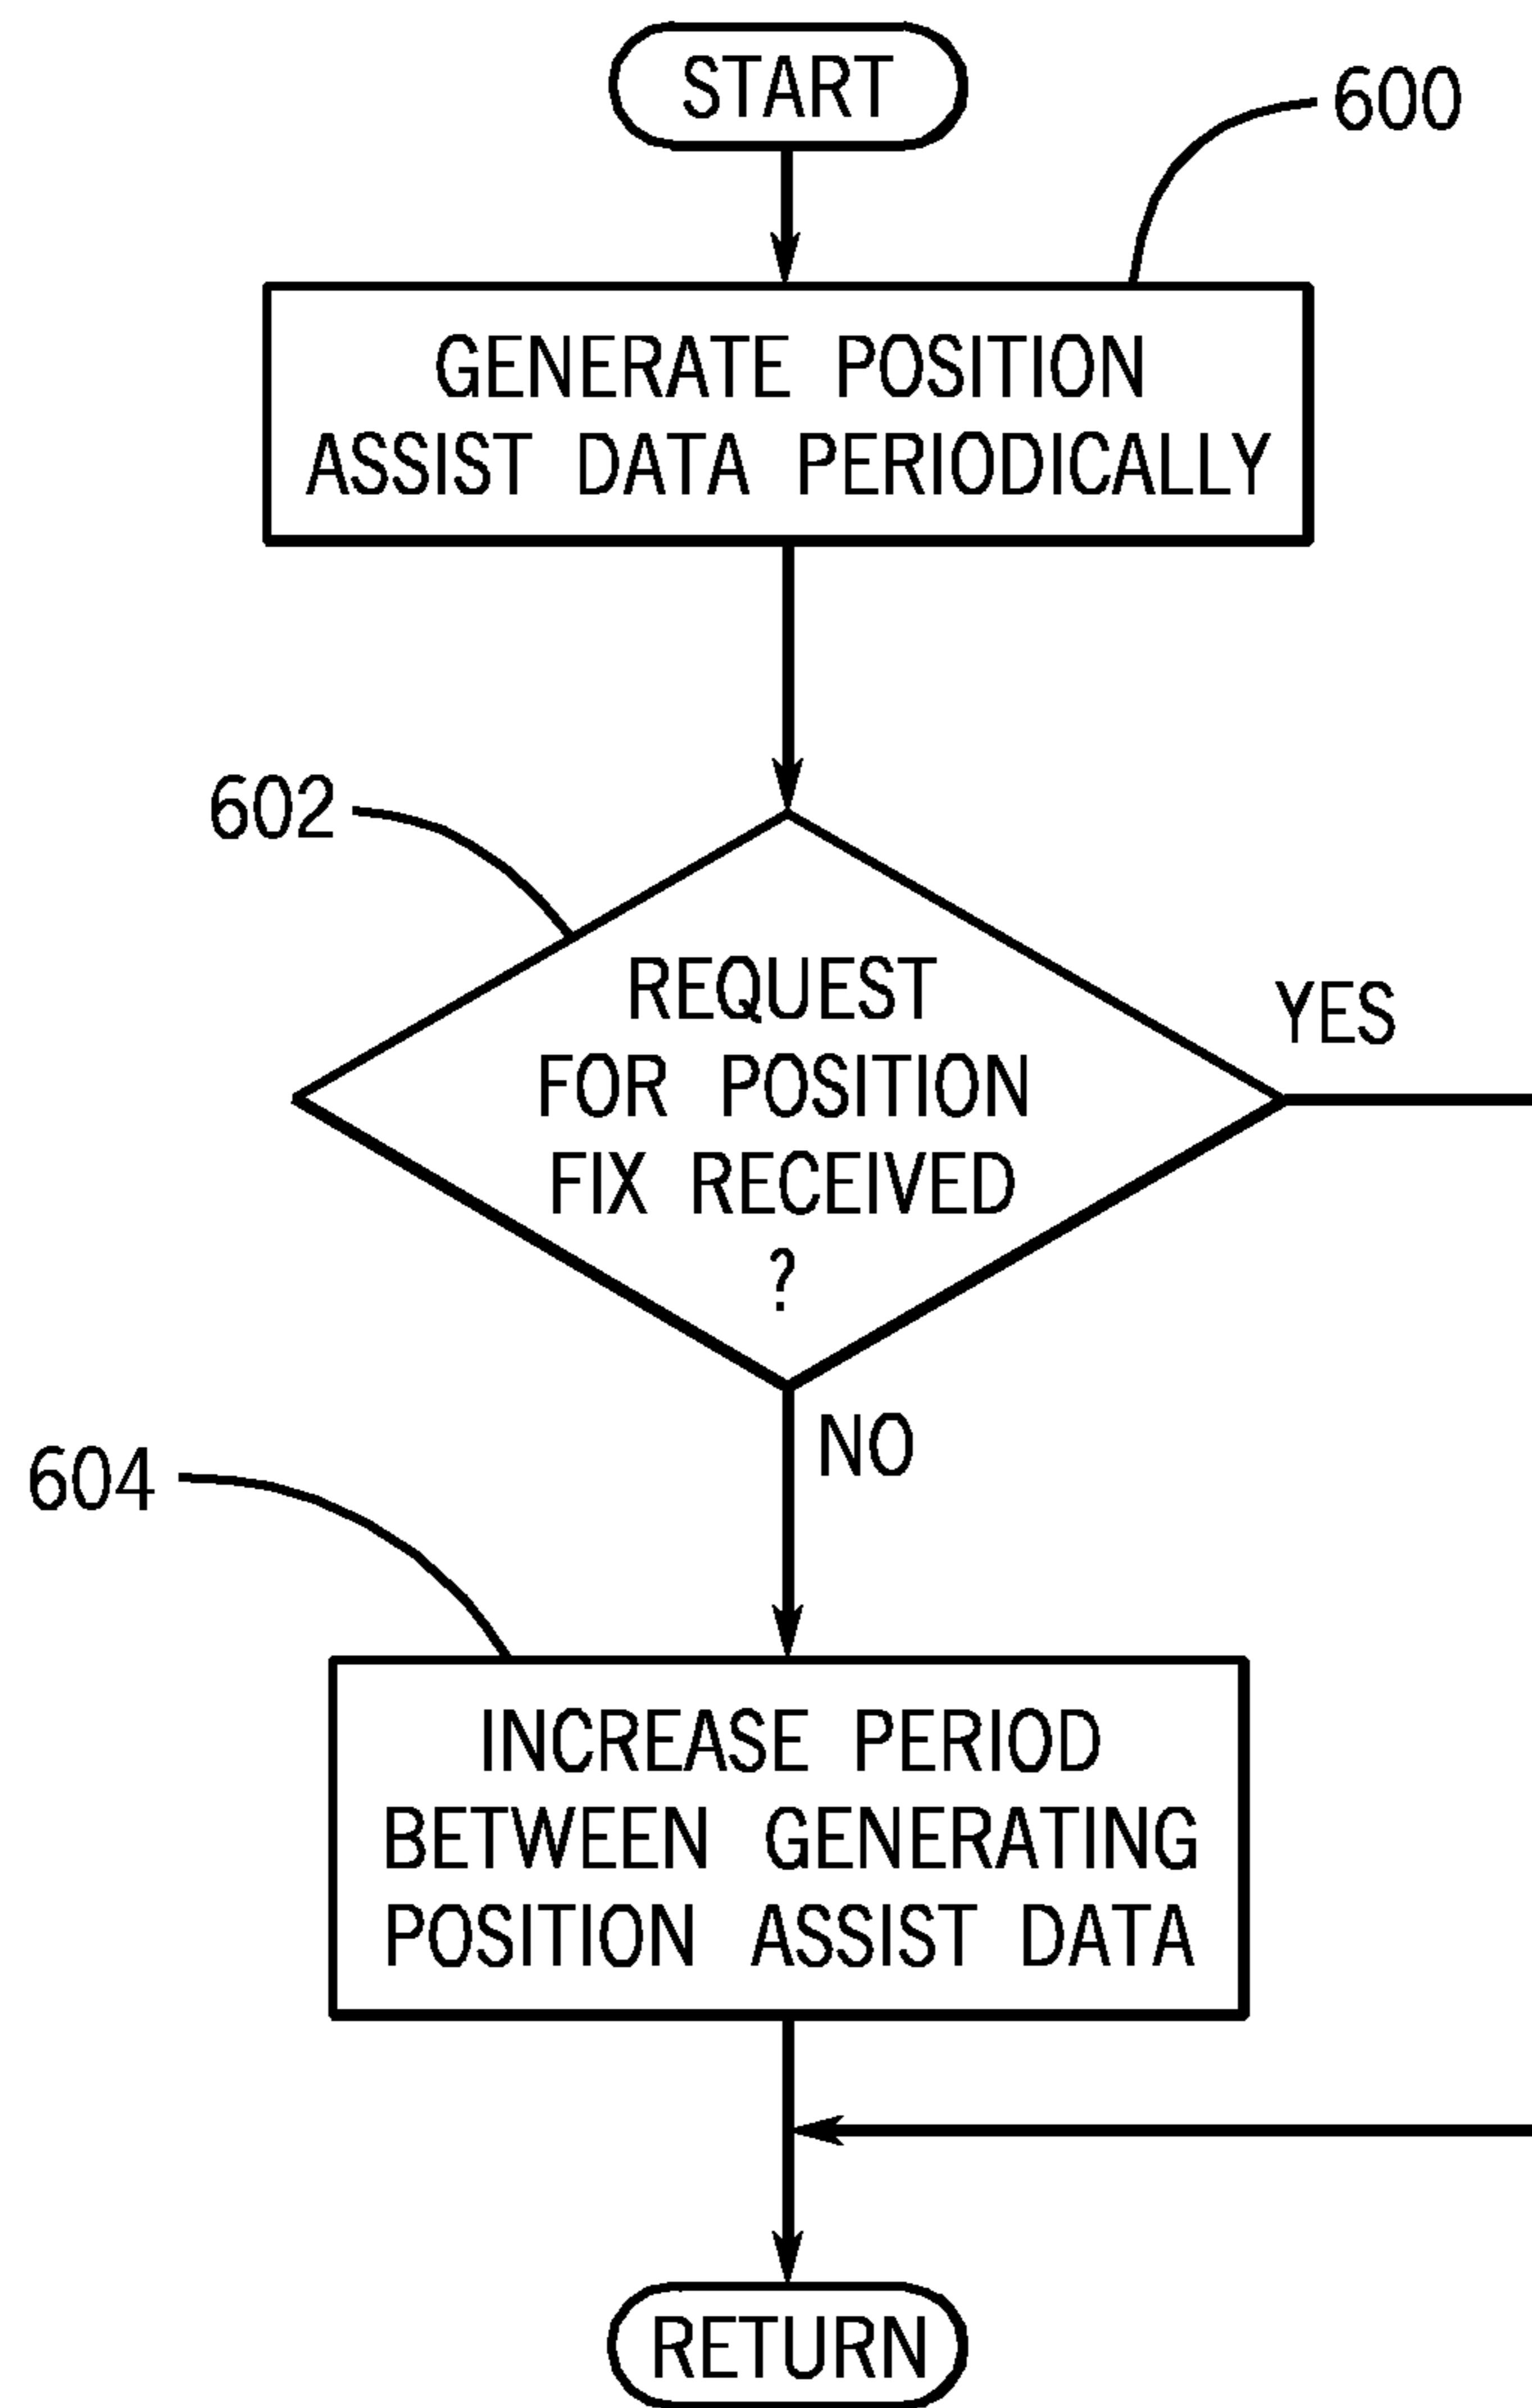 START
600
GENERATE POSITION
ASSIST DATA PERIODICALLY
602
REQUEST
FOR POSITION
FIX RECEIVED
?
YES
NO
604
INCREASE PERIOD
BETWEEN GENERATING
POSITION ASSIST DATA
RETURN